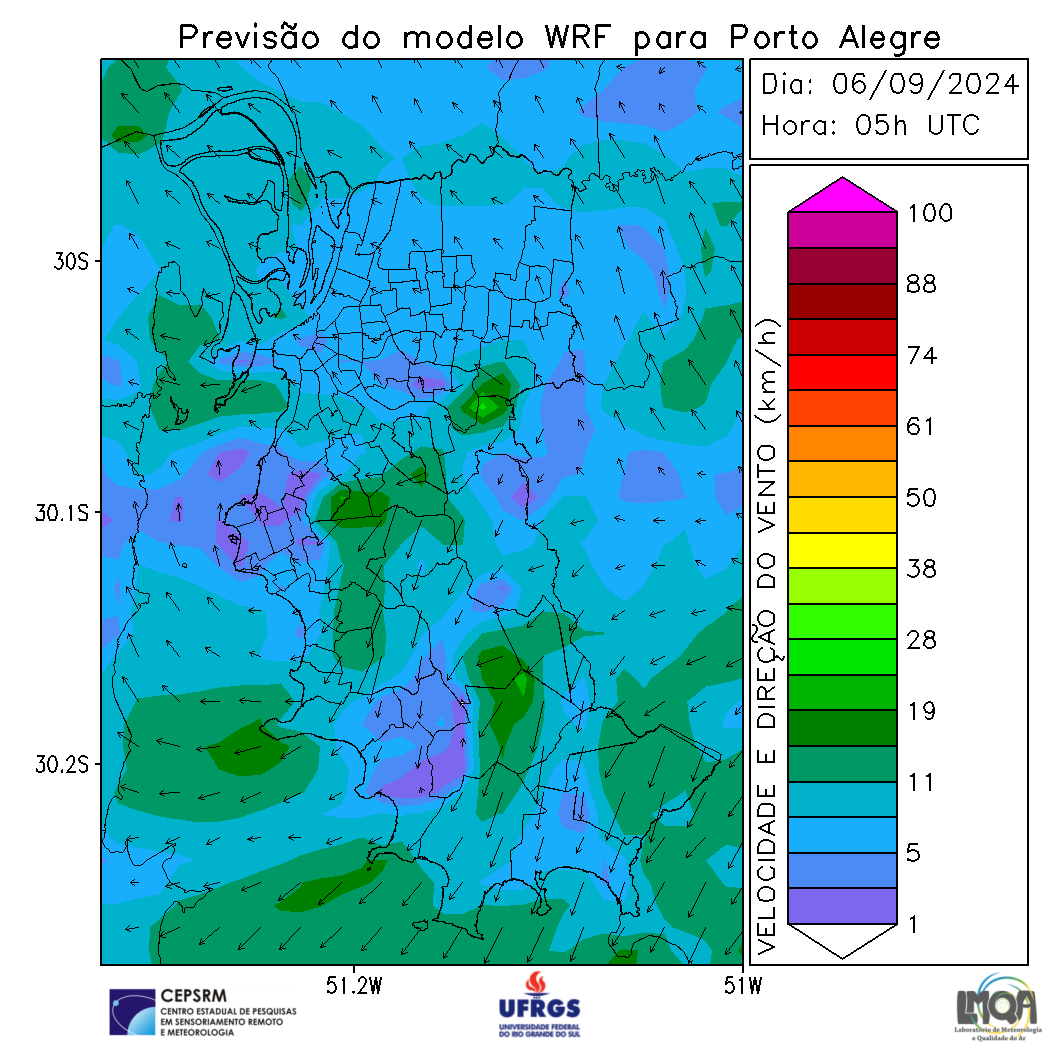 Previsão do modelo WRF para Porto Alegre
Dia: 06/09/2024
Hora: 05h UTC
30S
30.1S
30.2S
51.2W
51W
VELOCIDADE E DIREÇÃO DO VENTO (km/h)
100
88
74
61
50
38
28
19
11
5
1
CEPSRM
CENTRO ESTADUAL DE PESQUISAS
EM SENSORIAMENTO REMOTO
E METEOROLOGIA
UFRGS
UNIVERSIDADE FEDERAL
DO RIO GRANDE DO SUL
LMQA
Laboratório de Meteorologia
e Qualidade do Ar